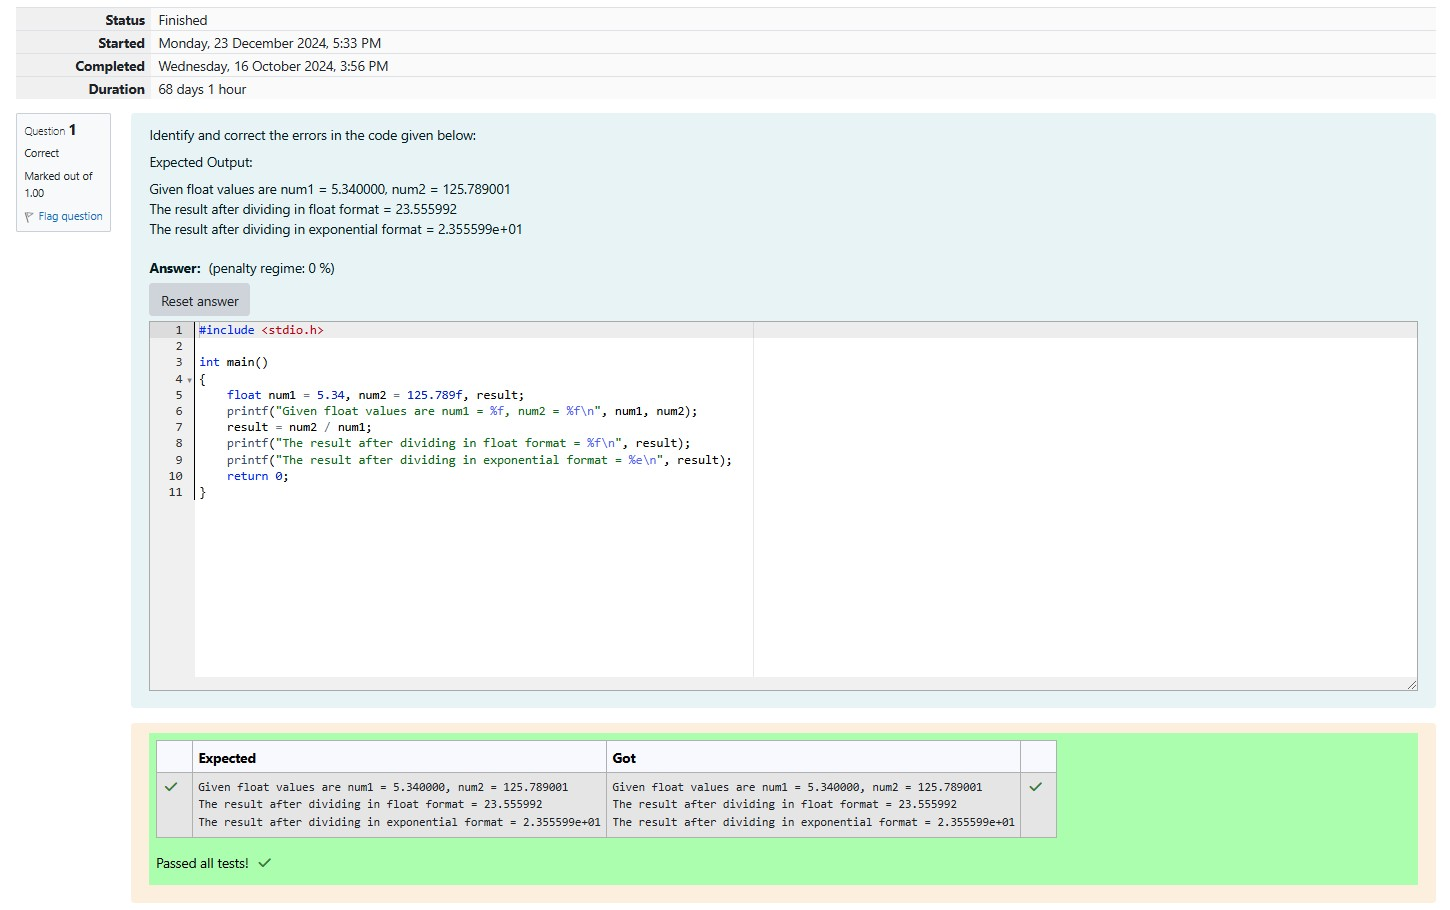 Status Finished
Started Monday, 23 December 2024, 5:33 PM
Completed Wednesday, 16 October 2024, 3:56 PM
Duration 68 days 1 hour
Question 1
Correct
Marked out of
1.00
Flag question
Identify and correct the errors in the code given below:
Expected Output:
Given float values are num1 = 5.340000, num2 = 125.789001
The result after dividing in float format = 23.555992
The result after dividing in exponential format = 2.355599e+01
Answer: (penalty regime: 0 %)
Reset answer
1 #include <stdio.h>
2
3 int main()
4 {
5 float num1 = 5.34, num2 = 125.789f, result;
6 printf("Given float values are num1 = %f, num2 = %f\n", num1, num2);
7 result = num2 / num1;
8 printf("The result after dividing in float format = %f\n", result);
9 printf("The result after dividing in exponential format = %e\n", result);
10 return 0;
11 }
Expected Got
Given float values are num1 = 5.340000, num2 = 125.789001 Given float values are num1 = 5.340000, num2 = 125.789001
The result after dividing in float format = 23.555992 The result after dividing in float format = 23.555992
The result after dividing in exponential format = 2.355599e+01 The result after dividing in exponential format = 2.355599e+01
Passed all tests!